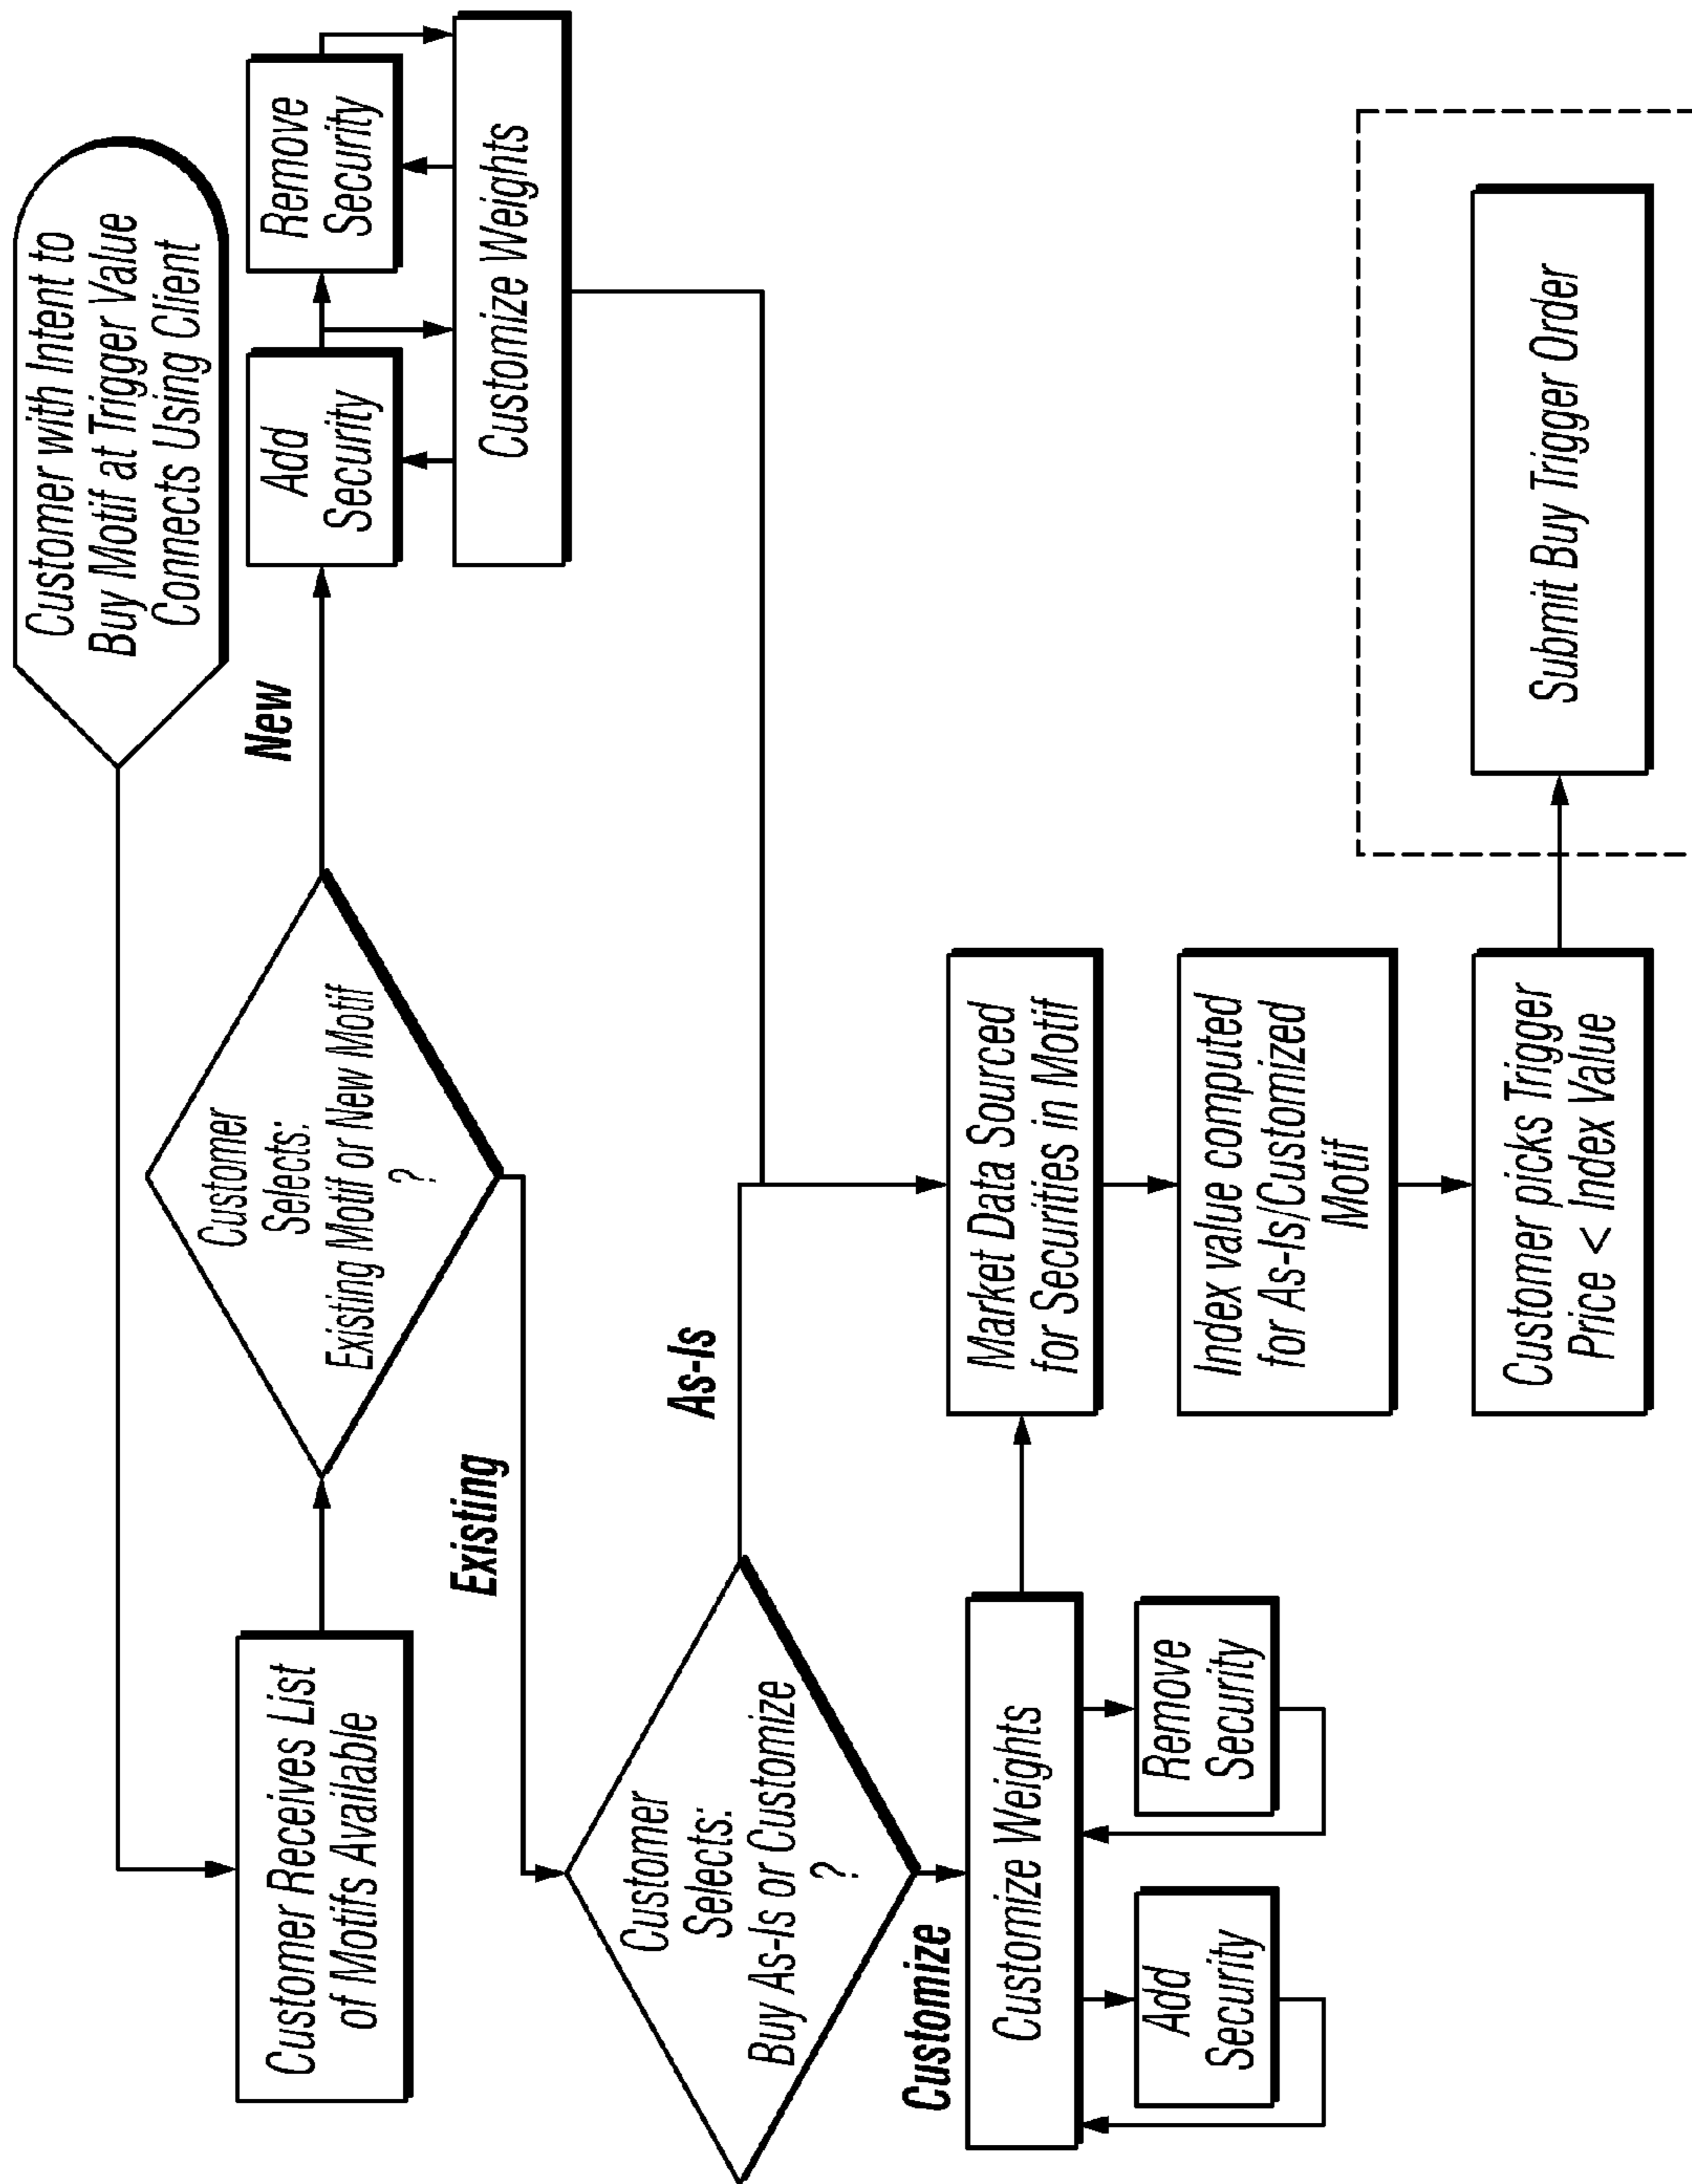 Customer with Intent to
Buy Motif at Trigger Value
Connects Using Client
Customer Receives List
of Motifs Available
Customer
Selects:
Existing Motif or New Motif
?
New
Add
Security
Remove
Security
Customize Weights
Existing
Customer
Selects:
Buy As-Is or Customize
?
As-Is
Customize
Customize Weights
Add
Security
Remove
Security
Market Data Sourced
for Securities in Motif
Index value computed
for As-Is/Customized
Motif
Customer picks Trigger
Price < Index Value
Submit Buy Trigger Order